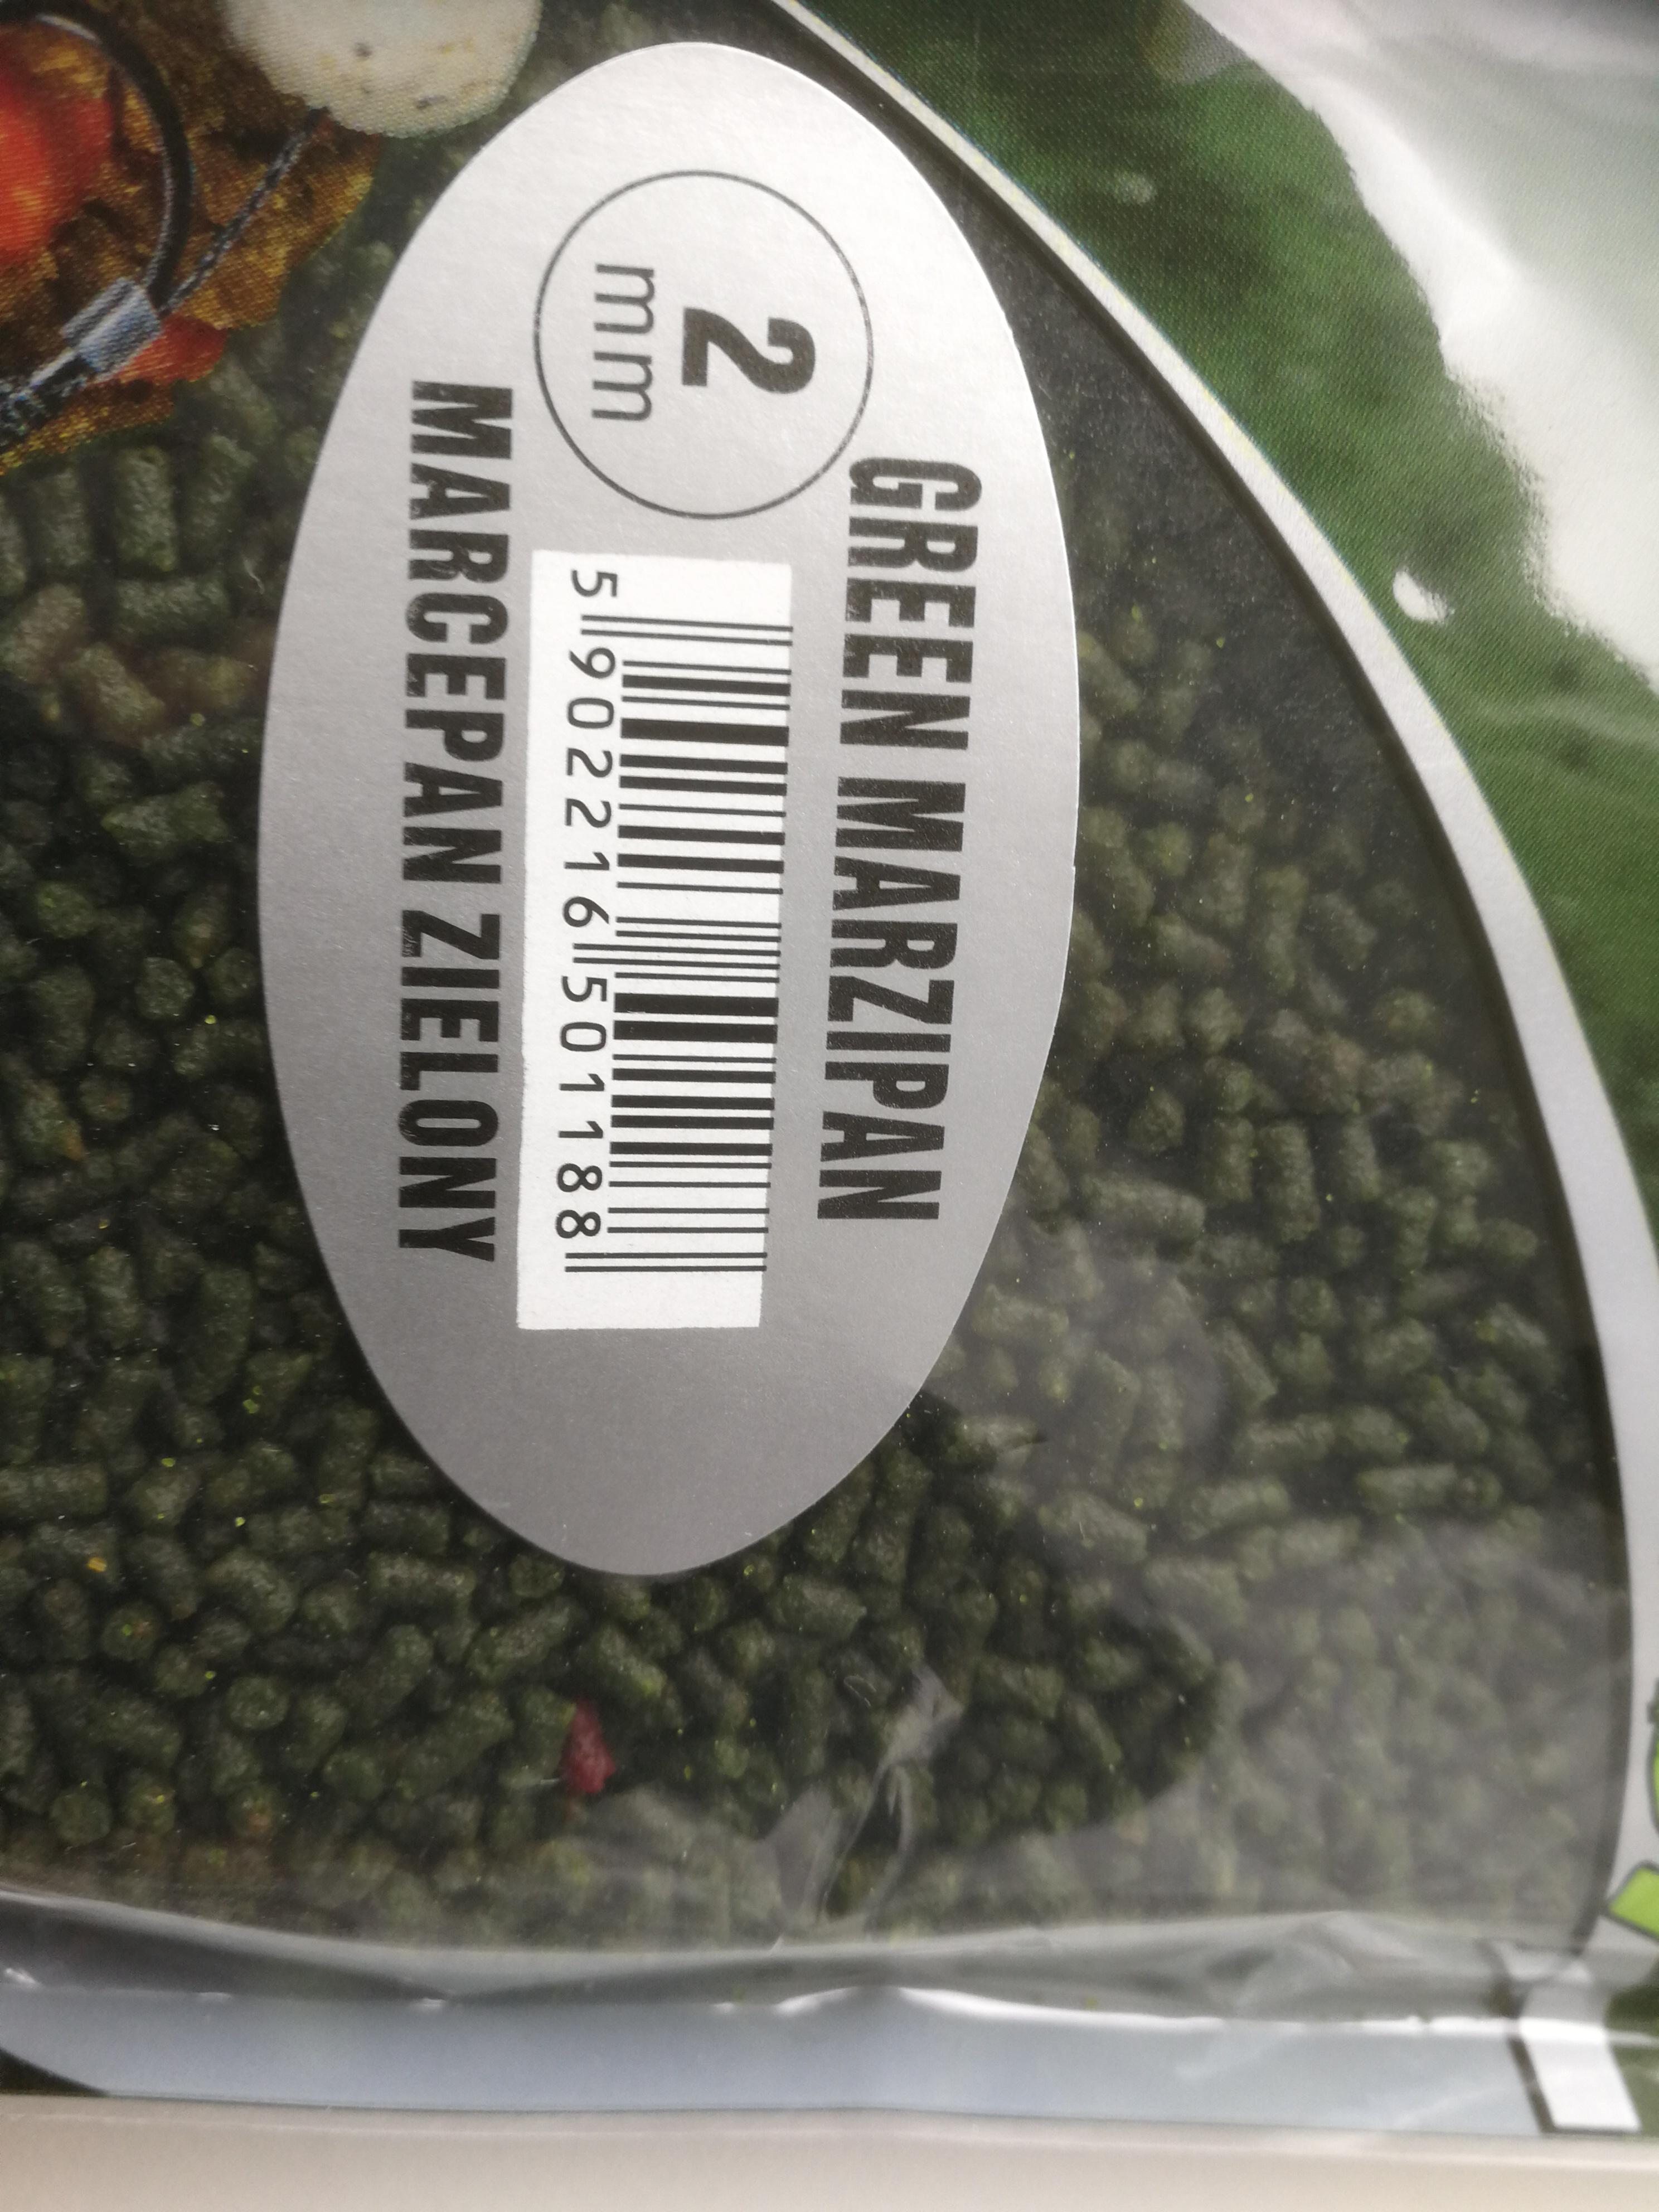 GREEN MARZIPAN
2
mm
5 902216 501188
MARCEPAN ZIELONY